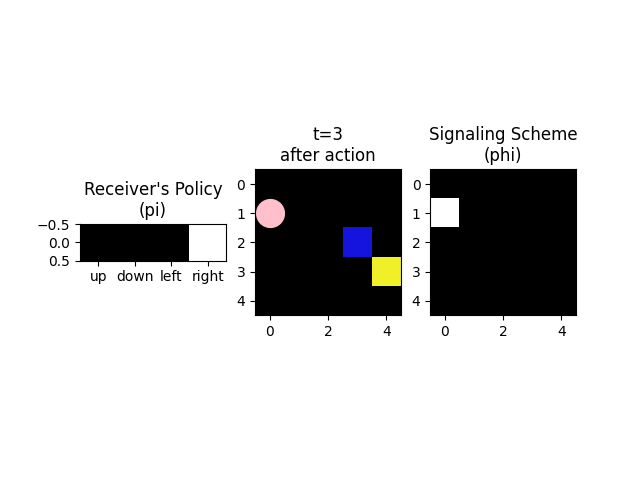 Receiver's Policy
(pi)
−0.5
0.0
0.5
up down left right
t=3
after action
0
1
2
3
4
0 2 4
Signaling Scheme
(phi)
0
1
2
3
4
0 2 4